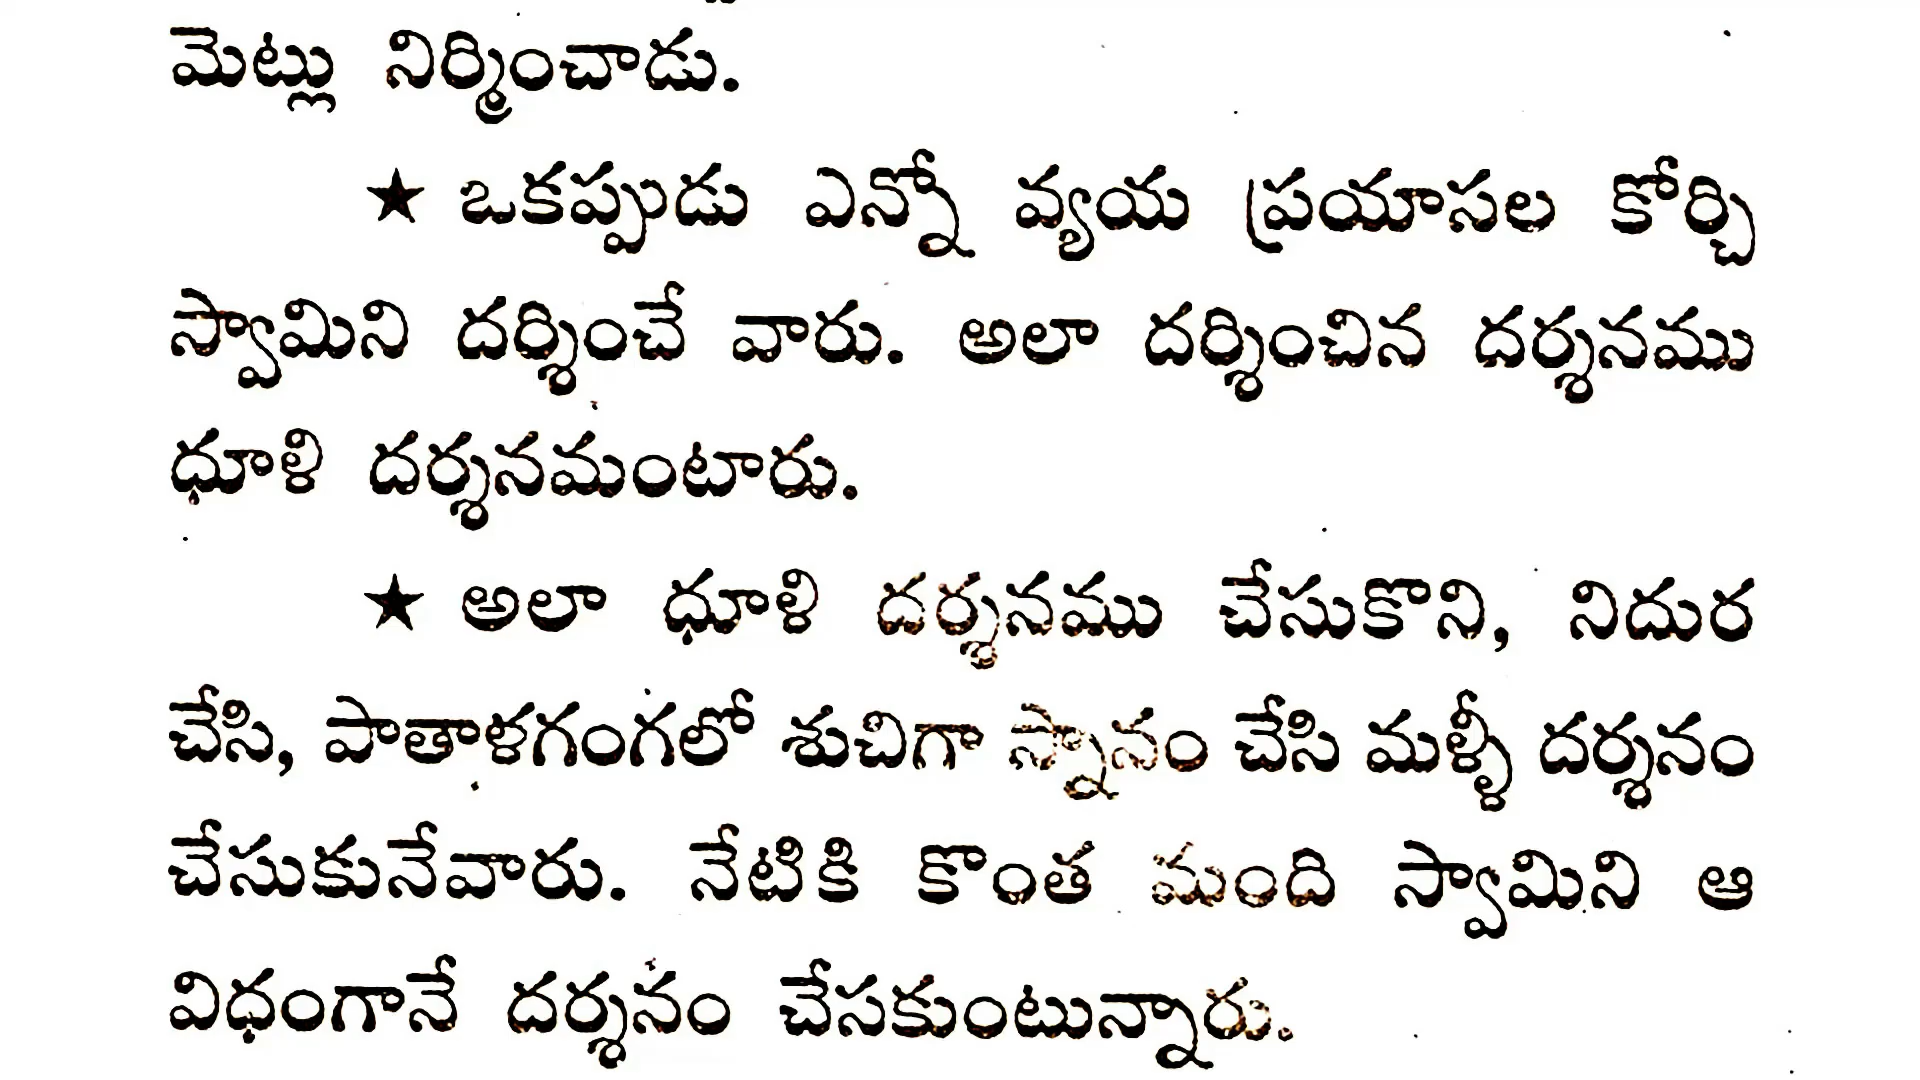 మెట్లు నిర్మించాడు.
★ ఒకప్పుడు ఎన్నో వ్యయ ప్రయాసల కోర్చి
స్వామిని దర్శించే వారు. అలా దర్శించిన దర్శనము
ధూళి దర్శనమంటారు.
★ అలా ధూళి దర్శనము చేసుకొని, నిదుర
చేసి, పాతాళగంగలో శుచిగా స్నానం చేసి మళ్ళీ దర్శనం
చేసుకునేవారు. నేటికి కొంత మంది స్వామిని ఆ
విధంగానే దర్శనం చేసకుంటున్నారు.